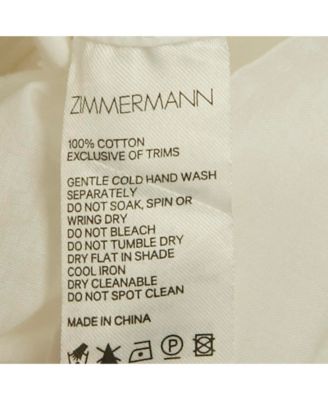 ZIMMERMANN
100% COTTON
EXCLUSIVE OF TRIMS
GENTLE COLD HAND WASH
SEPARATELY
DO NOT SOAK, SPIN OR
WRING DRY
DO NOT BLEACH
DO NOT TUMBLE DRY
DRY FLAT IN SHADE
COOL IRON
DRY CLEANABLE
DO NOT SPOT CLEAN
MADE IN CHINA
P